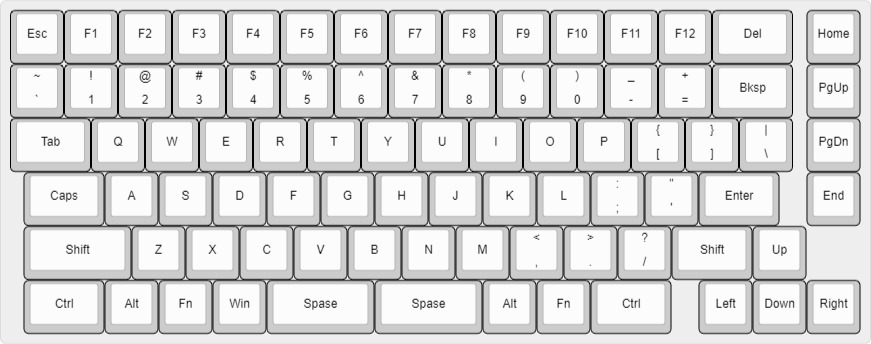 Esc F1 F2 F3 F4 F5 F6 F7 F8 F9 F10 F11 F12 Del Home
~ ! @ # $ % ^ & * ( ) _ +
` 1 2 3 4 5 6 7 8 9 0 - = Bksp PgUp
Tab Q W E R T Y U I O P { } | PgDn
[ ] \
Caps A S D F G H J K L : " Enter End
; '
Shift Z X C V B N M < > ? Shift Up
, . /
Ctrl Alt Fn Win Spase Spase Alt Fn Ctrl Left Down Right